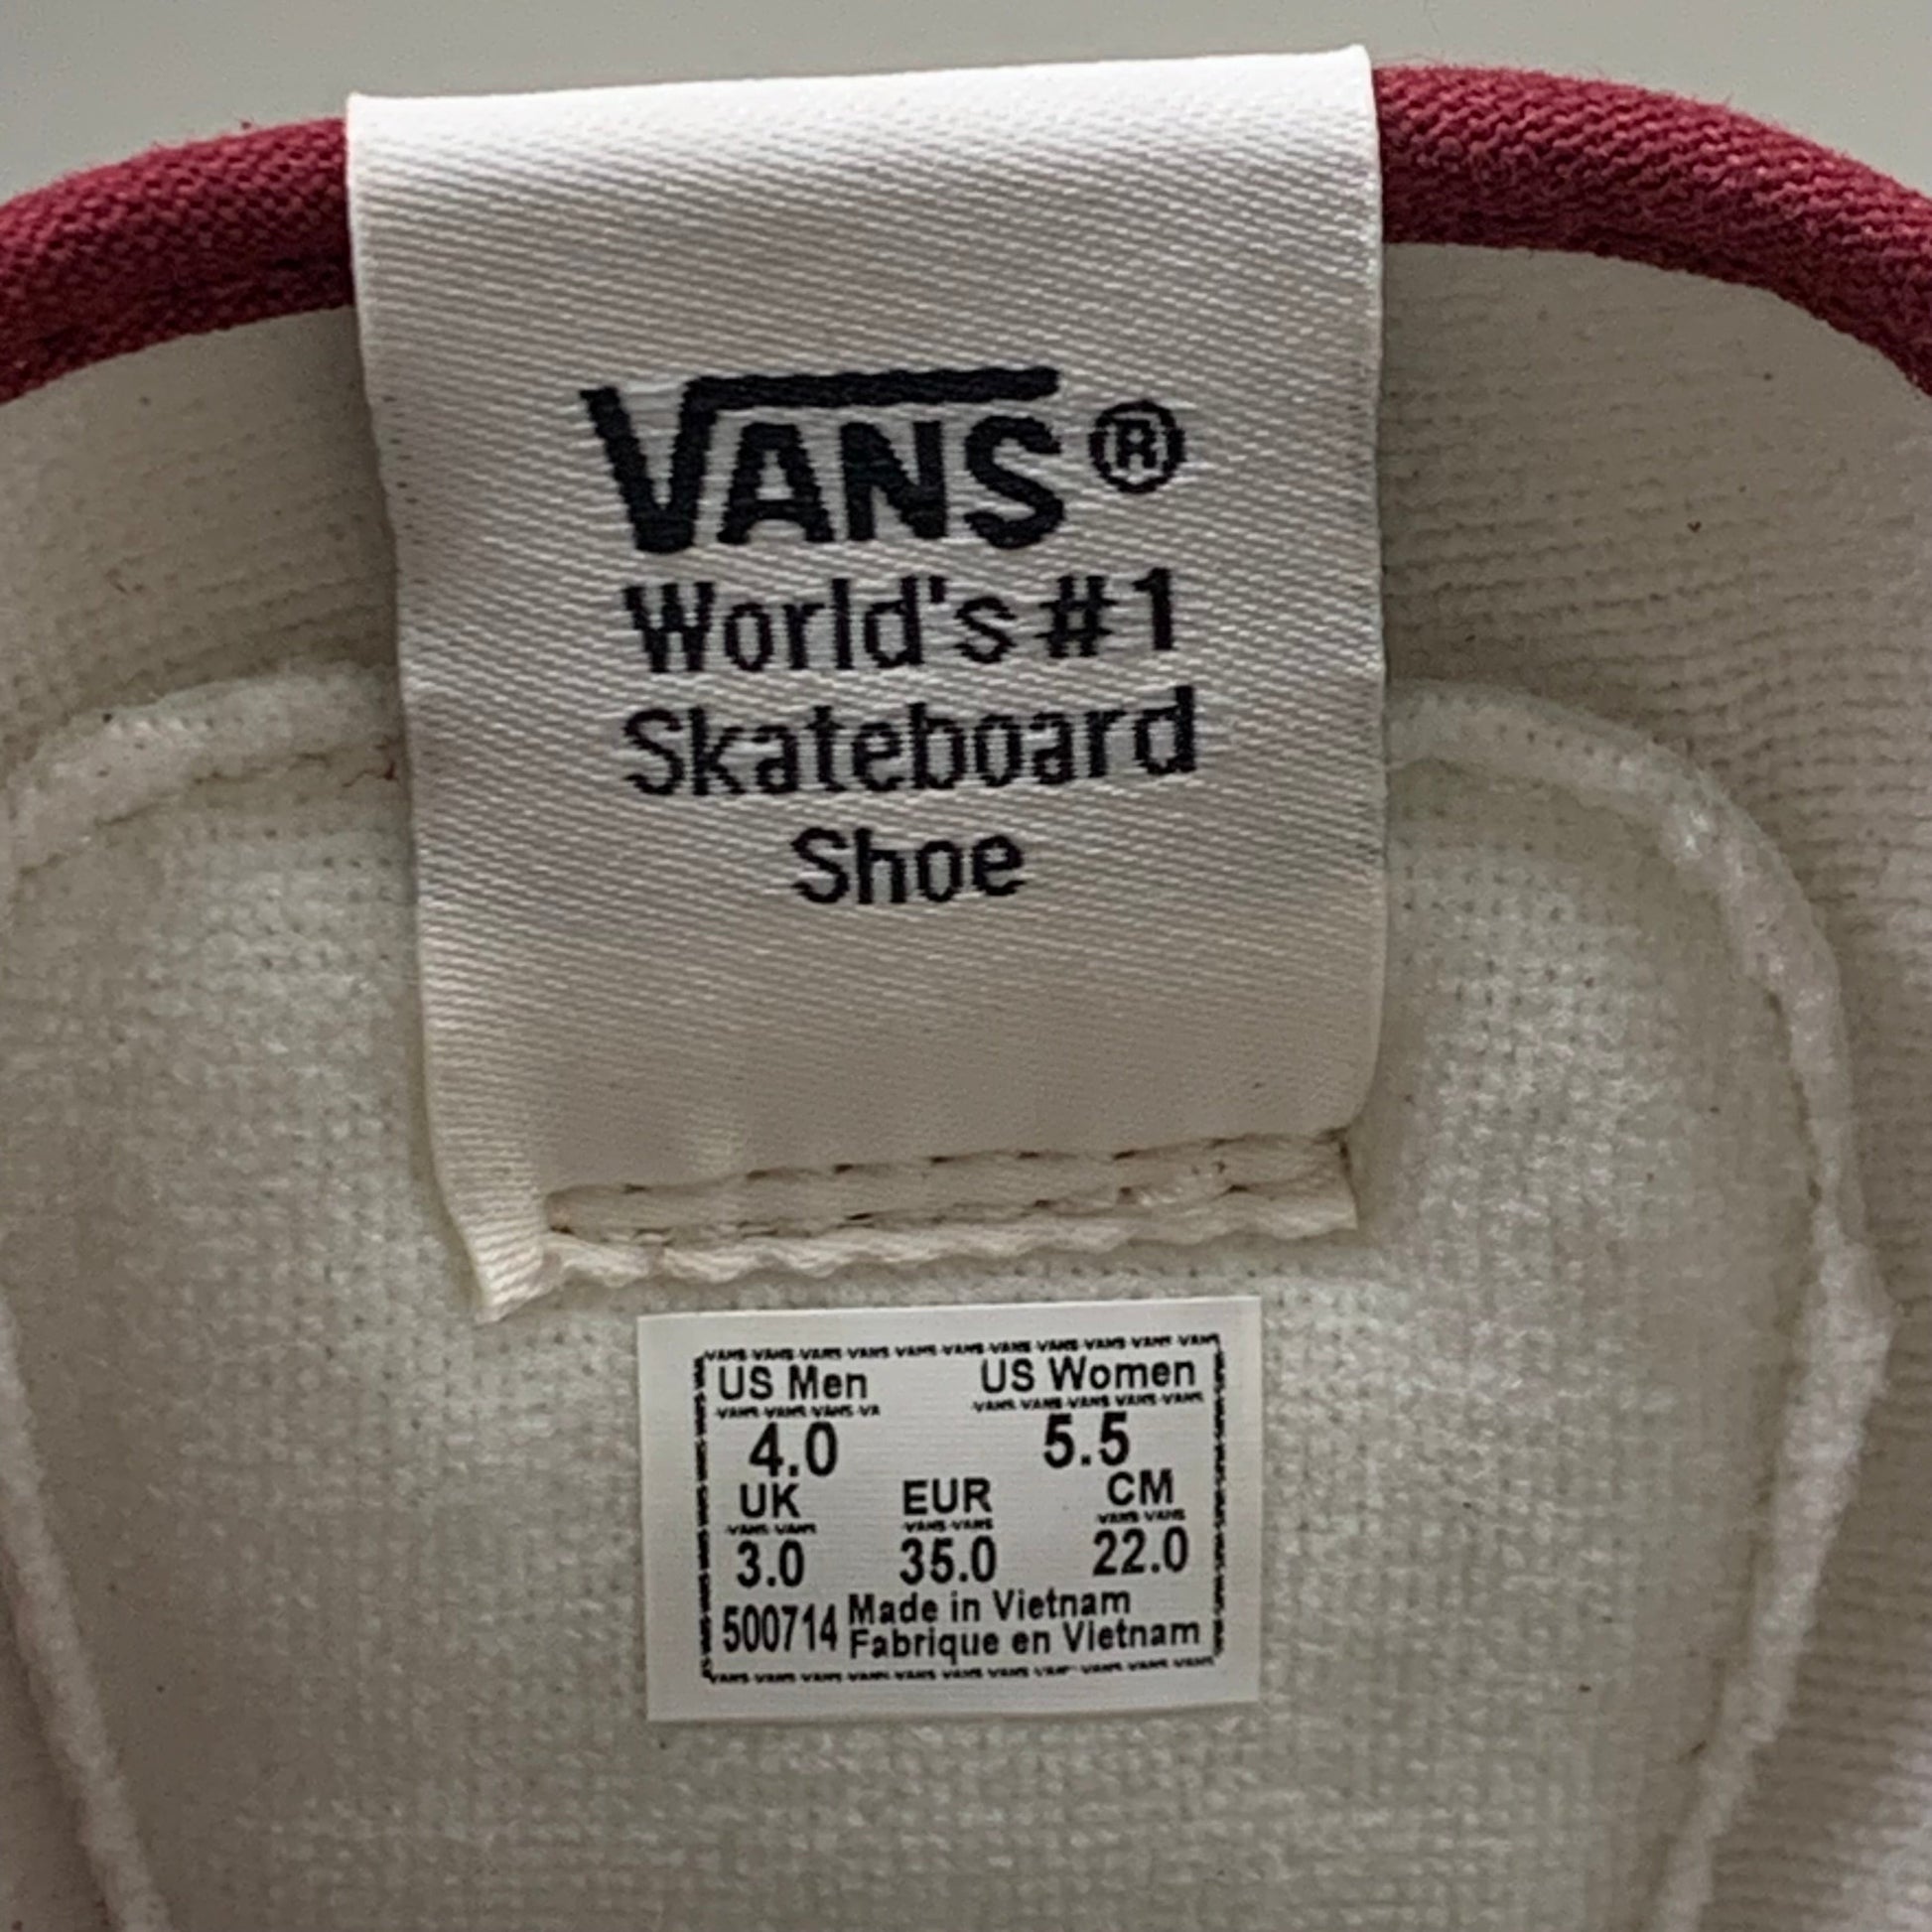 VANS®
World's #1
Skateboard
Shoe
US Men US Women
4.0 5.5
UK EUR CM
3.0 35.0 22.0
500714 Made in Vietnam
Fabrique en Vietnam